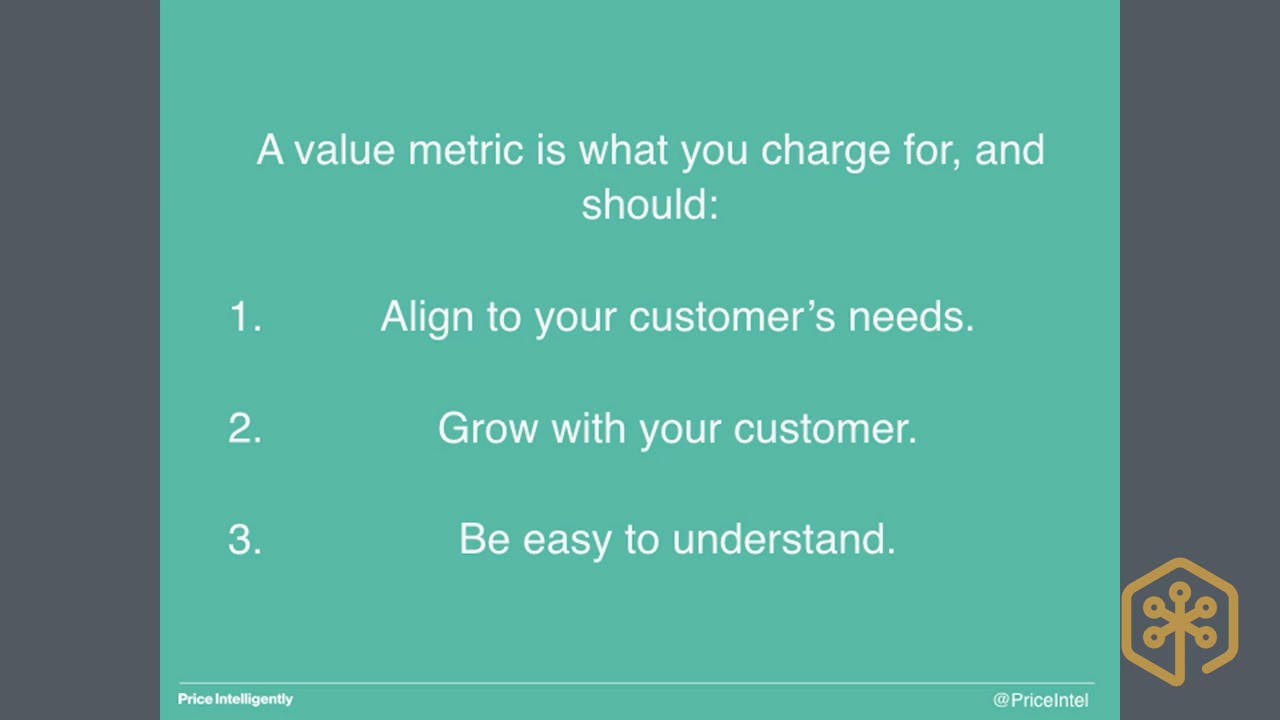 A value metric is what you charge for, and
should:
1. Align to your customer’s needs.
2. Grow with your customer.
3. Be easy to understand.
Price Intelligently
@PriceIntel